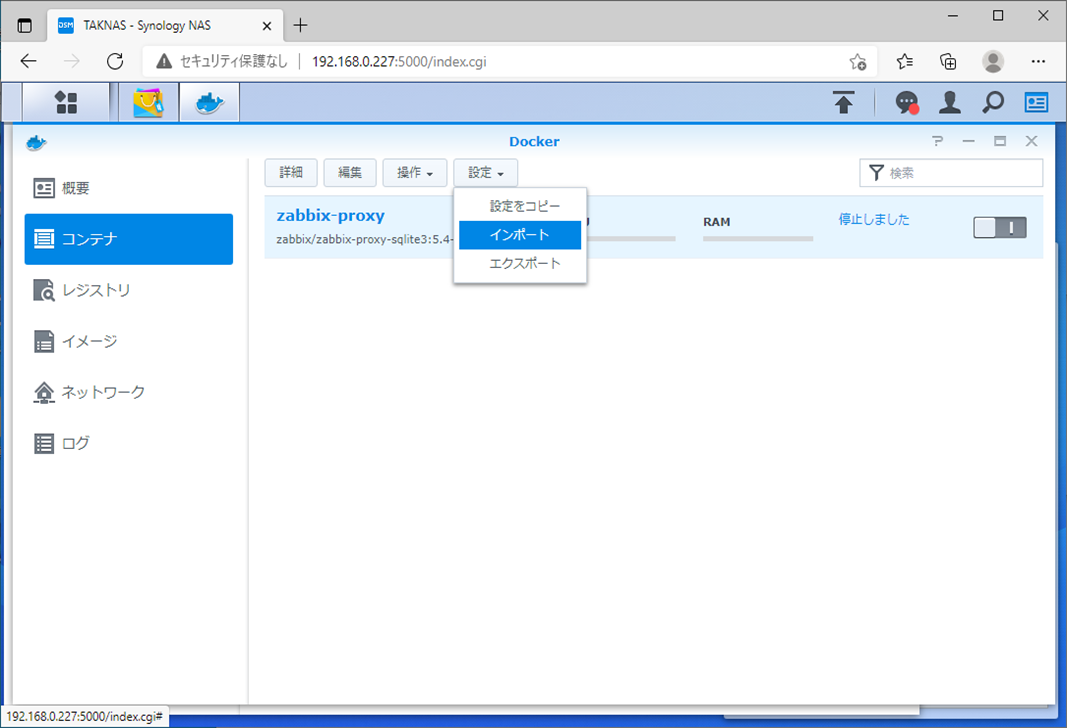 TAKNAS - Synology NAS
セキュリティ保護なし
192.168.0.227:5000/index.cgi
Docker
概要
コンテナ
レジストリ
イメージ
ネットワーク
ログ
詳細
編集
操作
設定
検索
設定をコピー
インポート
エクスポート
zabbix-proxy
zabbix/zabbix-proxy-sqlite3:5.4-
RAM
停止しました
192.168.0.227:5000/index.cgi#